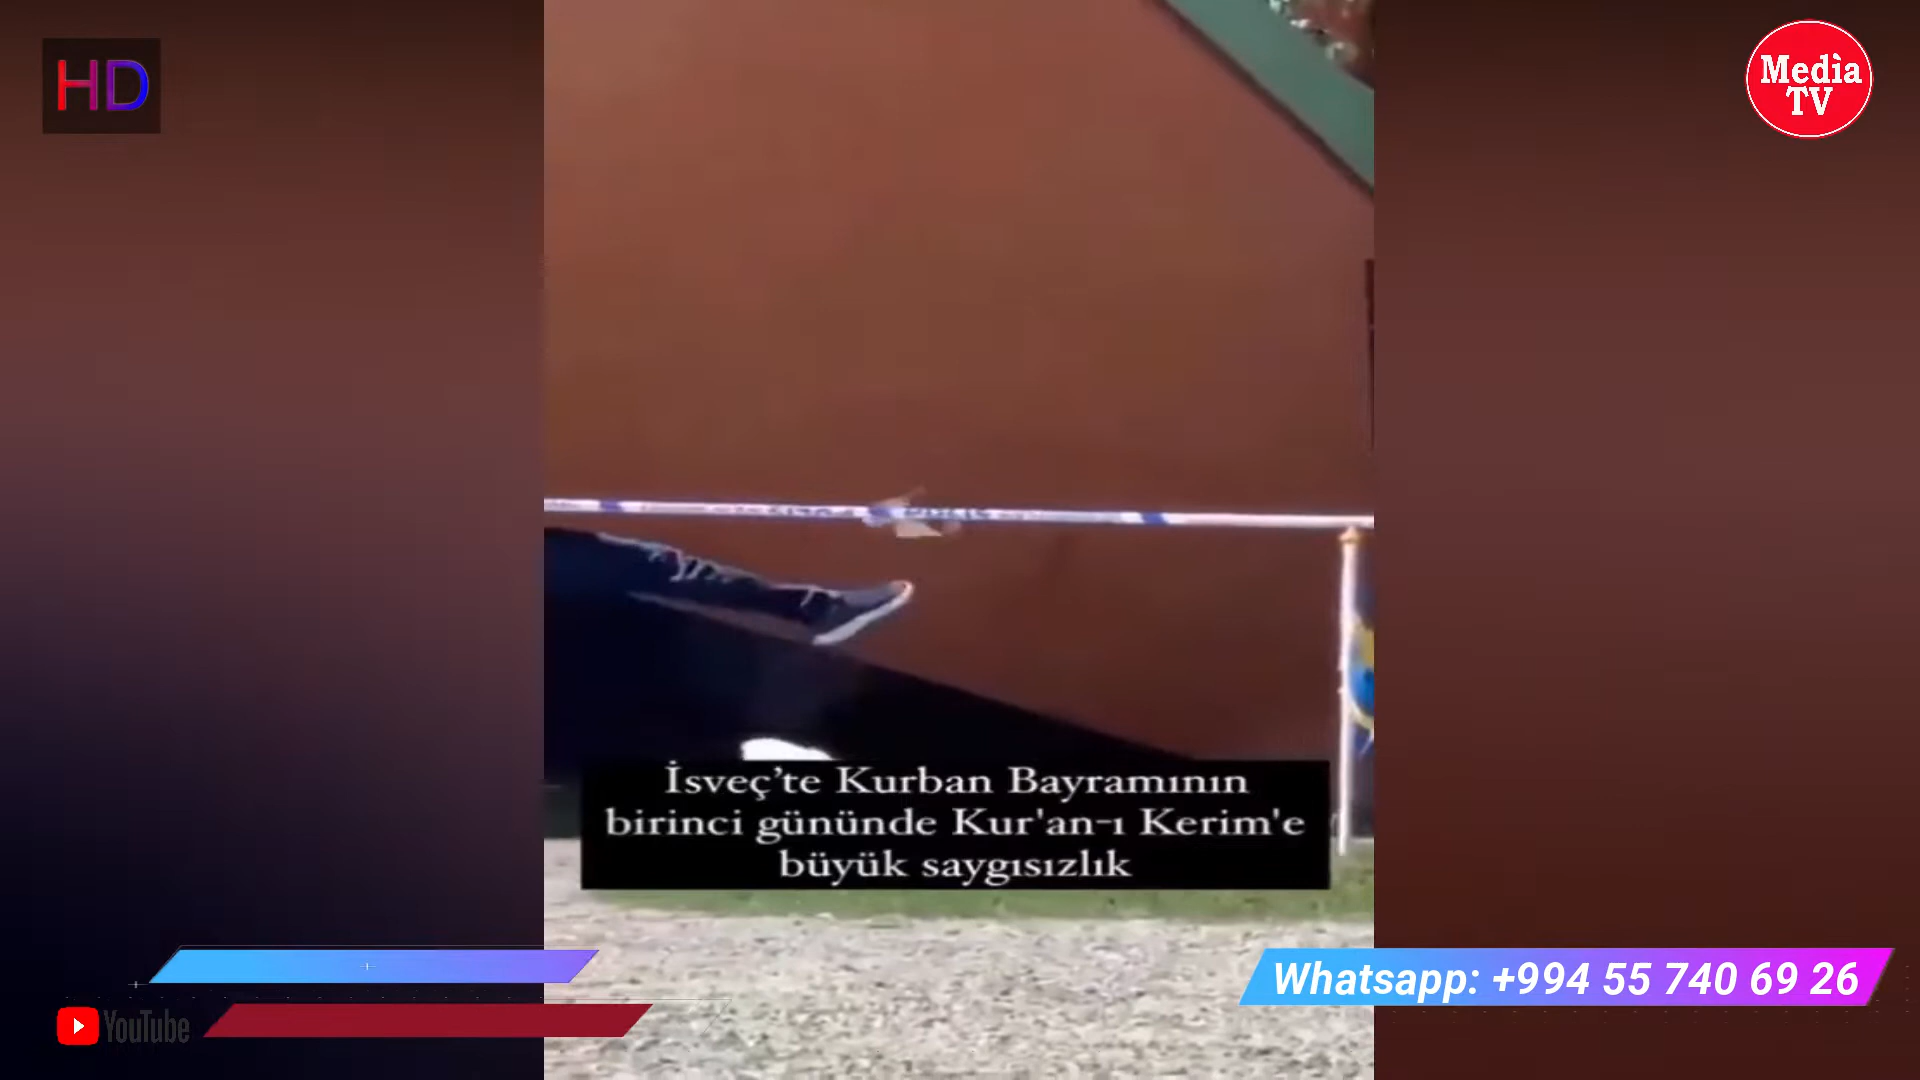 HD
Media
TV
POLIS
İsveç'te Kurban Bayramının
birinci gününde Kur'an-ı Kerim'e
büyük saygısızlık
Whatsapp: +994 55 740 69 26
YouTube